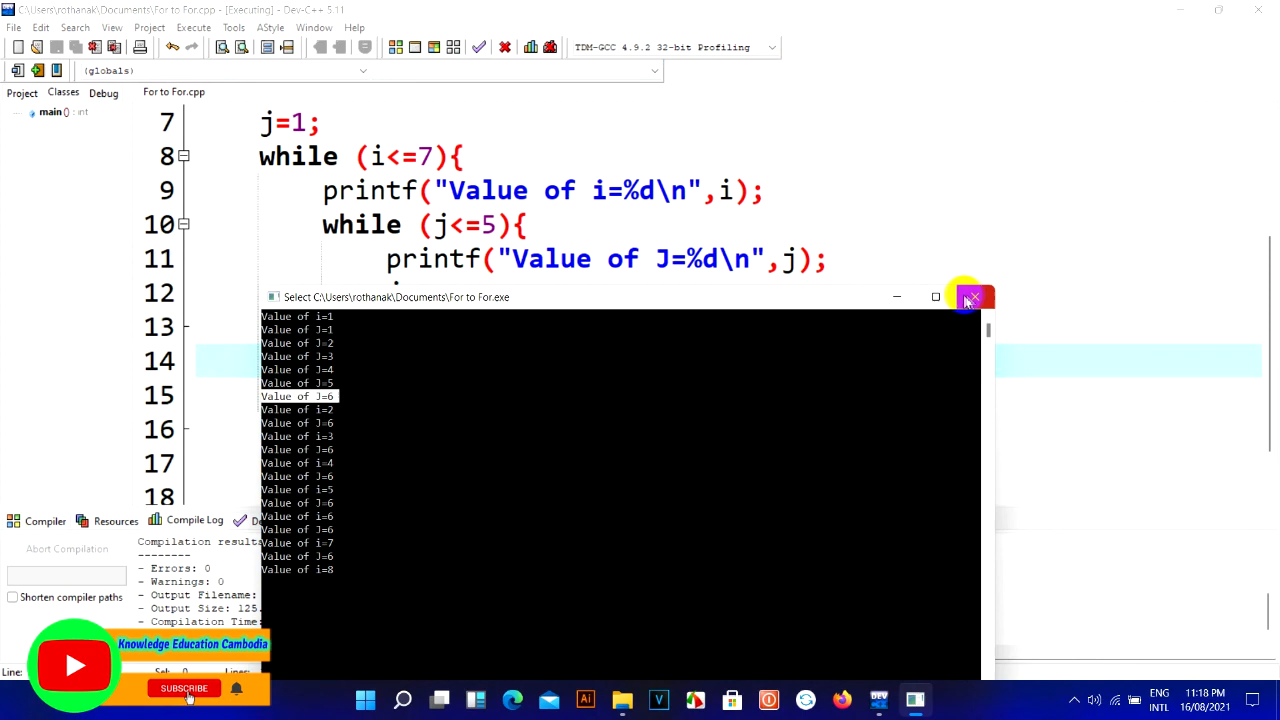 C:\Users\rothanak\Documents\For to For.cpp - [Executing] - Dev-C++ 5.11
File Edit Search View Project Execute Tools AStyle Window Help
TDM-GCC 4.9.2 32-bit Profiling
(globals)
Project Classes Debug
For to For.cpp
main () : int
7 j=1;
8 while (i<=7){
9 printf("Value of i=%d\n",i);
10 while (j<=5){
11 printf("Value of J=%d\n",j);
12
13
14
15
16
17
18
Select C:\Users\rothanak\Documents\For to For.exe
Value of i=1
Value of J=1
Value of J=2
Value of J=3
Value of J=4
Value of J=5
Value of J=6
Value of i=2
Value of J=6
Value of i=3
Value of J=6
Value of i=4
Value of J=6
Value of i=5
Value of J=6
Value of i=6
Value of J=6
Value of i=7
Value of J=6
Value of i=8
Compiler Resources Compile Log
Abort Compilation
Shorten compiler paths
Compilation results
--------
- Errors: 0
- Warnings: 0
- Output Filename:
- Output Size: 125.
- Compilation Time:
Line: Sel: 0 Lines:
Knowledge Education Cambodia
SUBSCRIBE
ENG
INTL
11:18 PM
16/08/2021